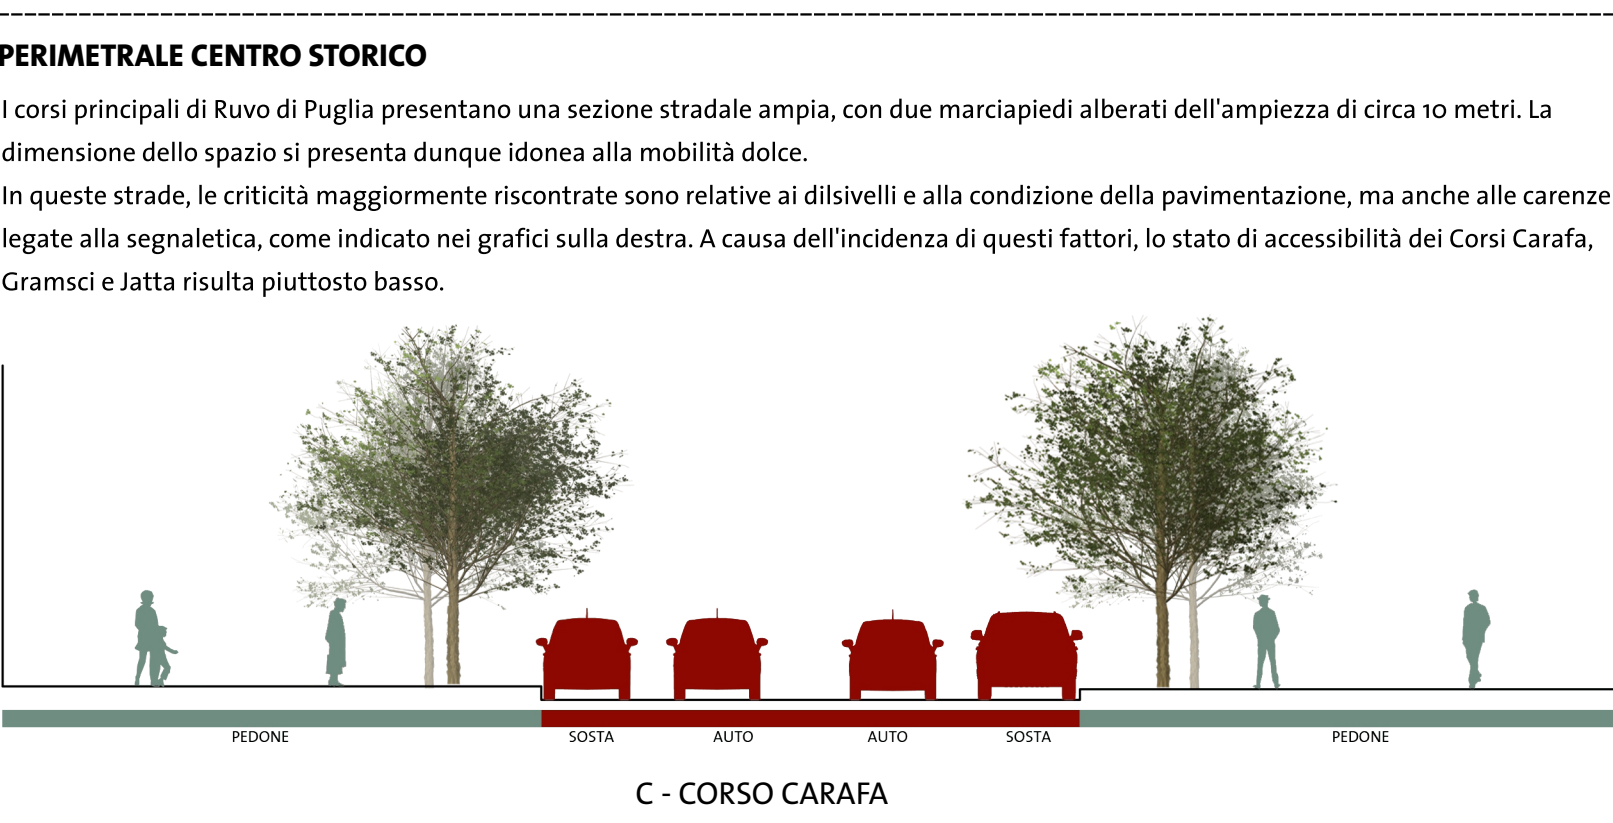 PERIMETRALE CENTRO STORICO
I corsi principali di Ruvo di Puglia presentano una sezione stradale ampia, con due marciapiedi alberati dell'ampiezza di circa 10 metri. La
dimensione dello spazio si presenta dunque idonea alla mobilità dolce.
In queste strade, le criticità maggiormente riscontrate sono relative ai dilsivelli e alla condizione della pavimentazione, ma anche alle carenze
legate alla segnaletica, come indicato nei grafici sulla destra. A causa dell'incidenza di questi fattori, lo stato di accessibilità dei Corsi Carafa,
Gramsci e Jatta risulta piuttosto basso.
PEDONE SOSTA AUTO AUTO SOSTA PEDONE
C - CORSO CARAFA